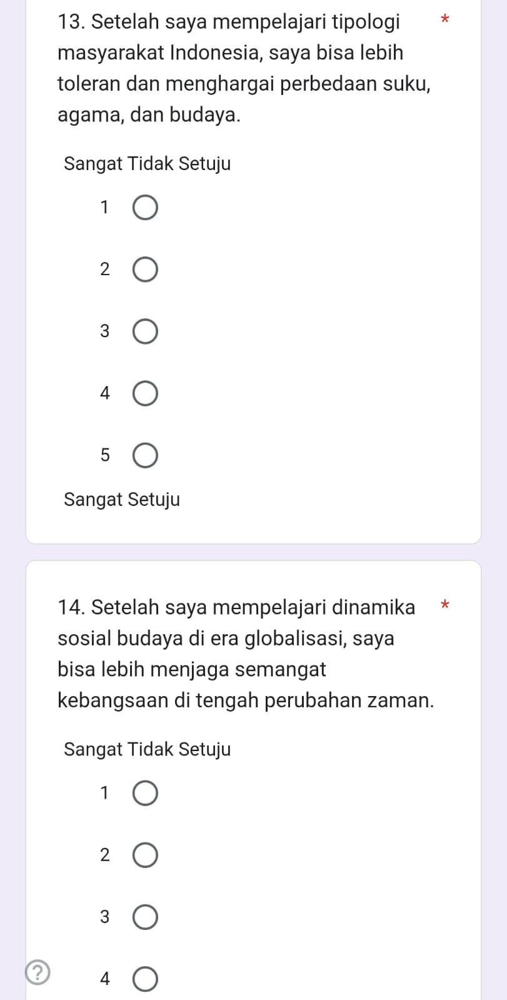 13. Setelah saya mempelajari tipologi *
masyarakat Indonesia, saya bisa lebih
toleran dan menghargai perbedaan suku,
agama, dan budaya.
Sangat Tidak Setuju
1
2
3
4
5
Sangat Setuju
14. Setelah saya mempelajari dinamika *
sosial budaya di era globalisasi, saya
bisa lebih menjaga semangat
kebangsaan di tengah perubahan zaman.
Sangat Tidak Setuju
1
2
3
? 4